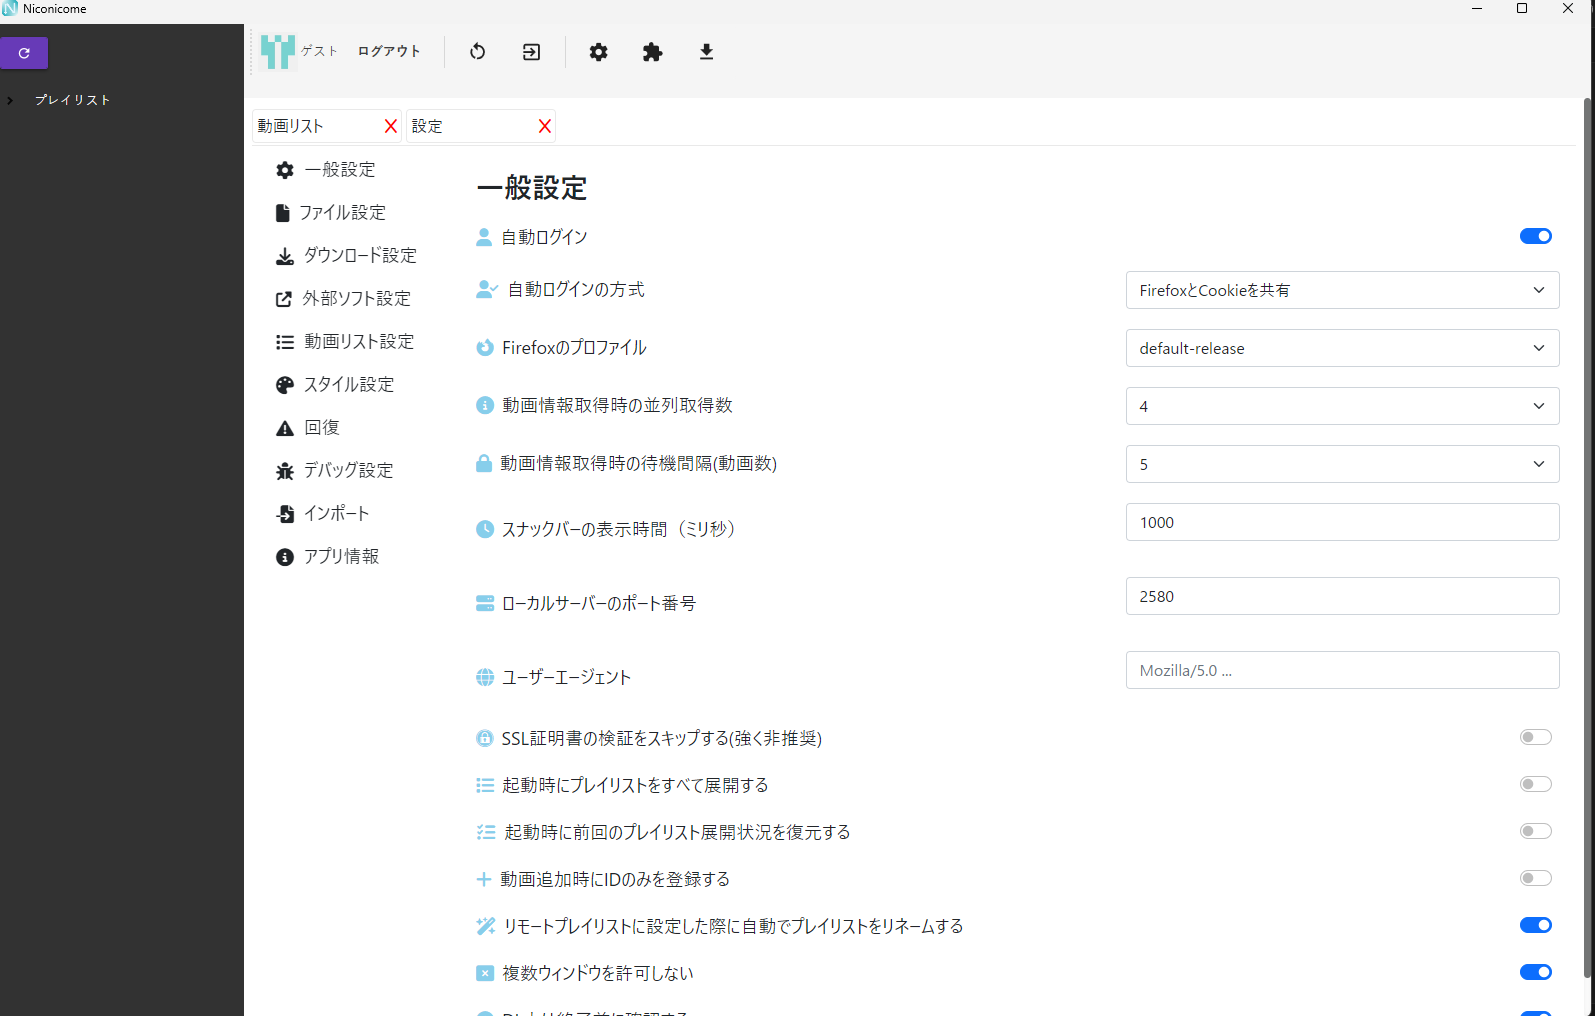 Niconicome
ゲスト
ログアウト
プレイリスト
動画リスト
設定
一般設定
ファイル設定
ダウンロード設定
外部ソフト設定
動画リスト設定
スタイル設定
回復
デバッグ設定
インポート
アプリ情報
一般設定
自動ログイン
自動ログインの方式
FirefoxとCookieを共有
Firefoxのプロファイル
default-release
動画情報取得時の並列取得数
4
動画情報取得時の待機間隔(動画数)
5
スナックバーの表示時間（ミリ秒）
1000
ローカルサーバーのポート番号
2580
ユーザーエージェント
Mozilla/5.0 ...
SSL証明書の検証をスキップする(強く非推奨)
起動時にプレイリストをすべて展開する
起動時に前回のプレイリスト展開状況を復元する
動画追加時にIDのみを登録する
リモートプレイリストに設定した際に自動でプレイリストをリネームする
複数ウィンドウを許可しない